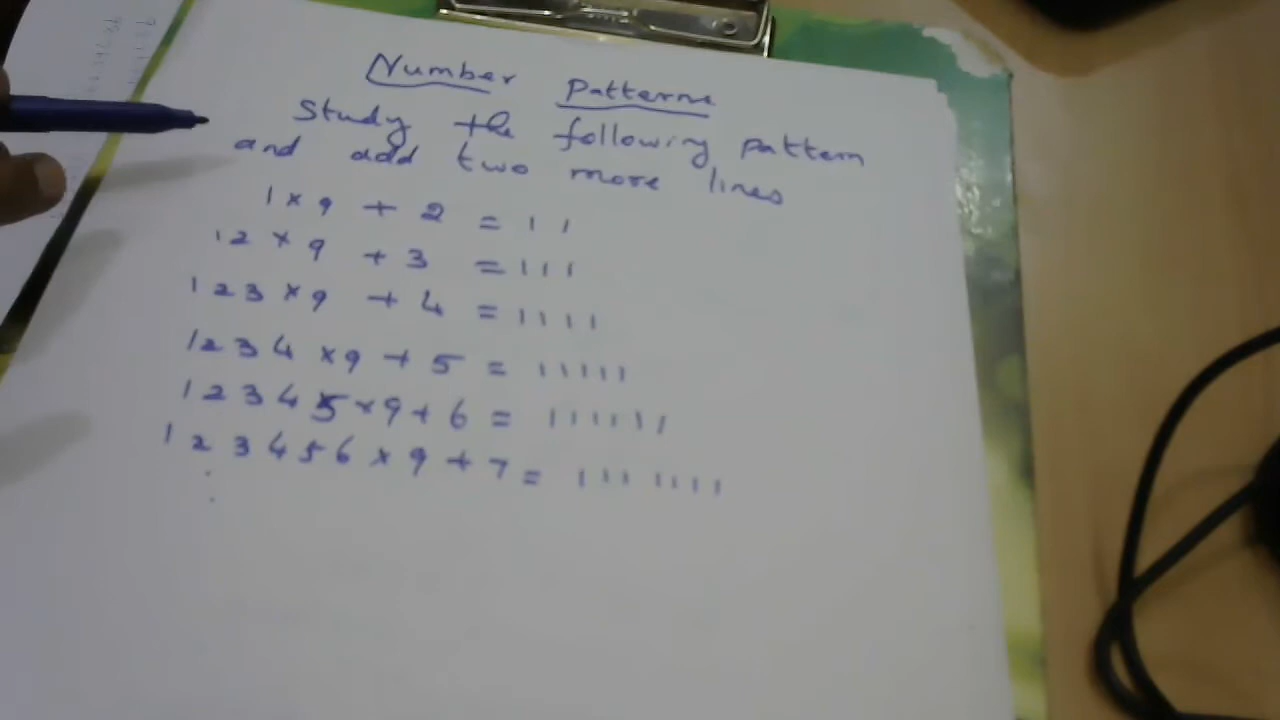 Number Patterns
Study the following pattern
and add two more lines
1 × 9 + 2 = 11
12 × 9 + 3 = 111
123 × 9 + 4 = 1111
1234 × 9 + 5 = 11111
12345 × 9 + 6 = 111111
123456 × 9 + 7 = 1111111